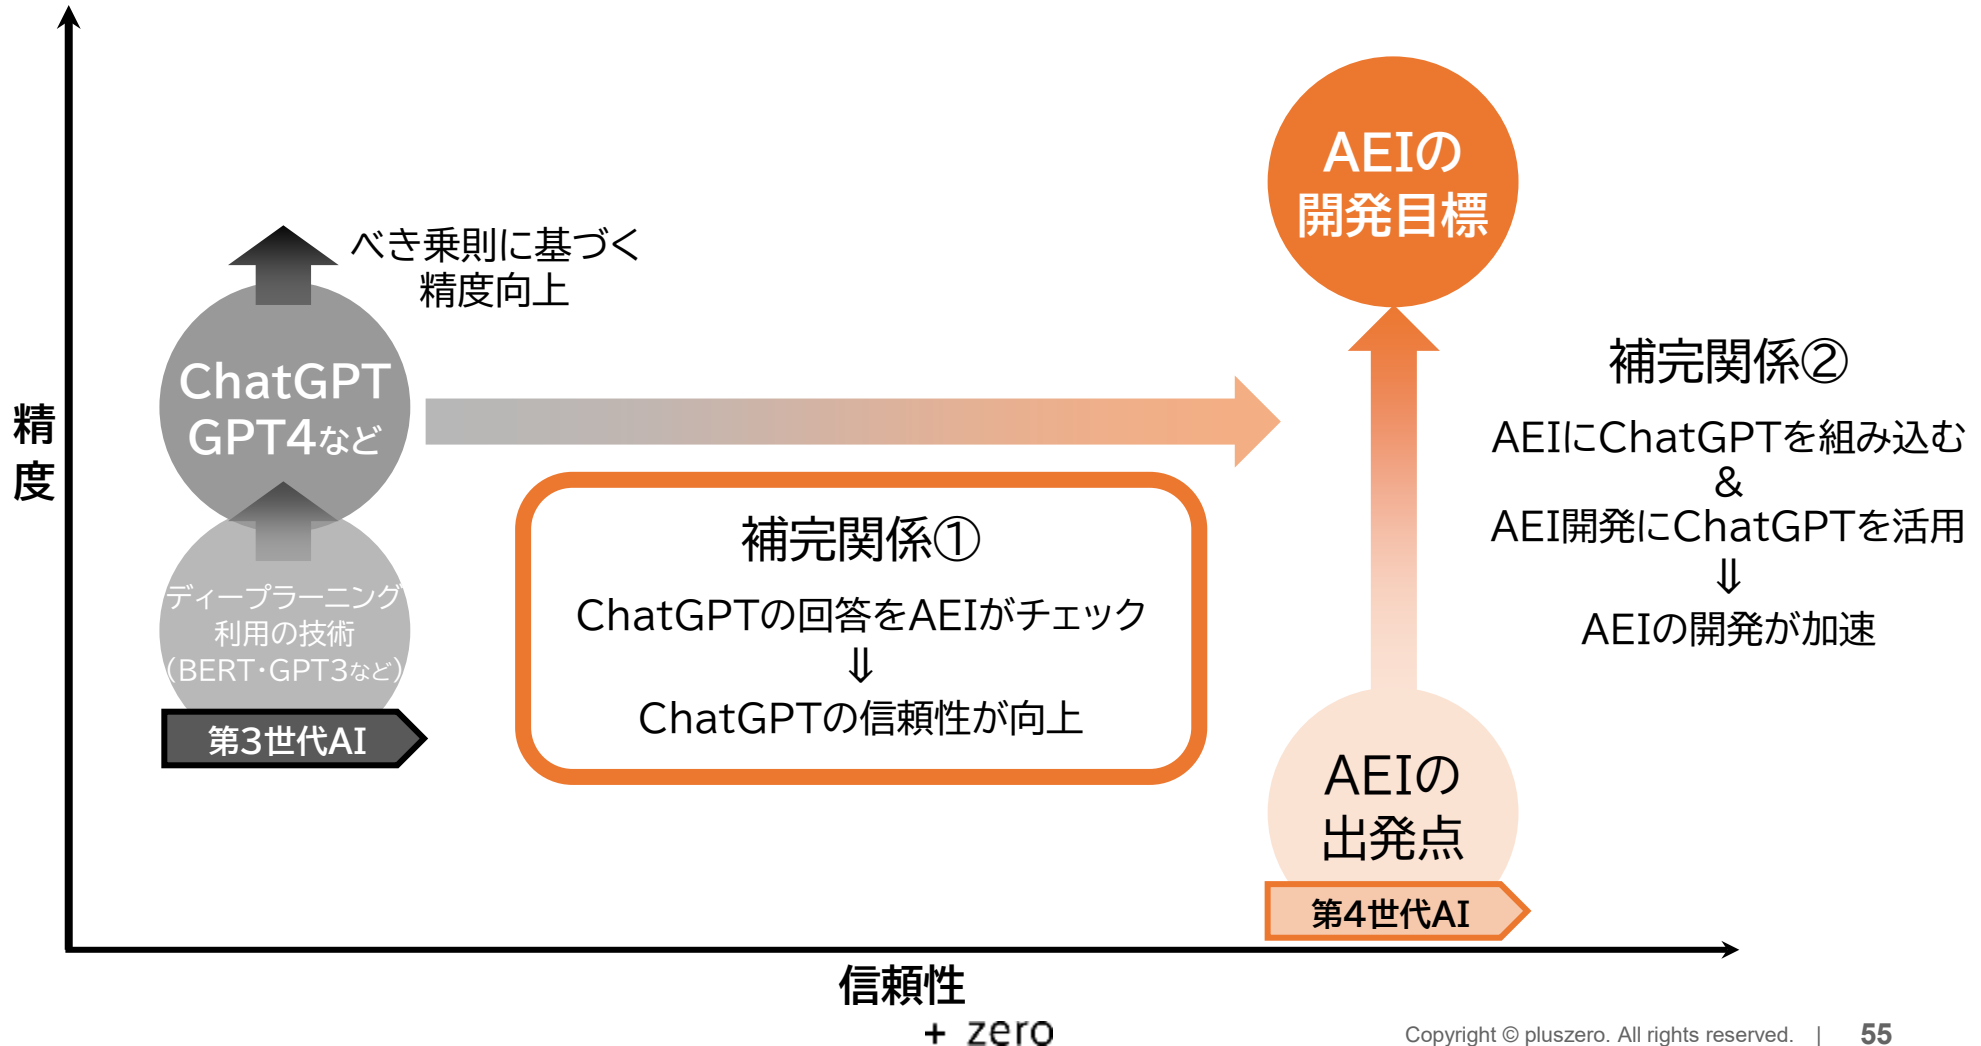 精
度
べき乗則に基づく
精度向上
ChatGPT
GPT4など
ディープラーニング
利用の技術
（BERT・GPT3など）
第3世代AI
補完関係①
ChatGPTの回答をAEIがチェック
⇓
ChatGPTの信頼性が向上
AEIの
開発目標
補完関係②
AEIにChatGPTを組み込む
&
AEI開発にChatGPTを活用
⇓
AEIの開発が加速
AEIの
出発点
第4世代AI
信頼性
+ zero
Copyright © pluszero. All rights reserved. | 55